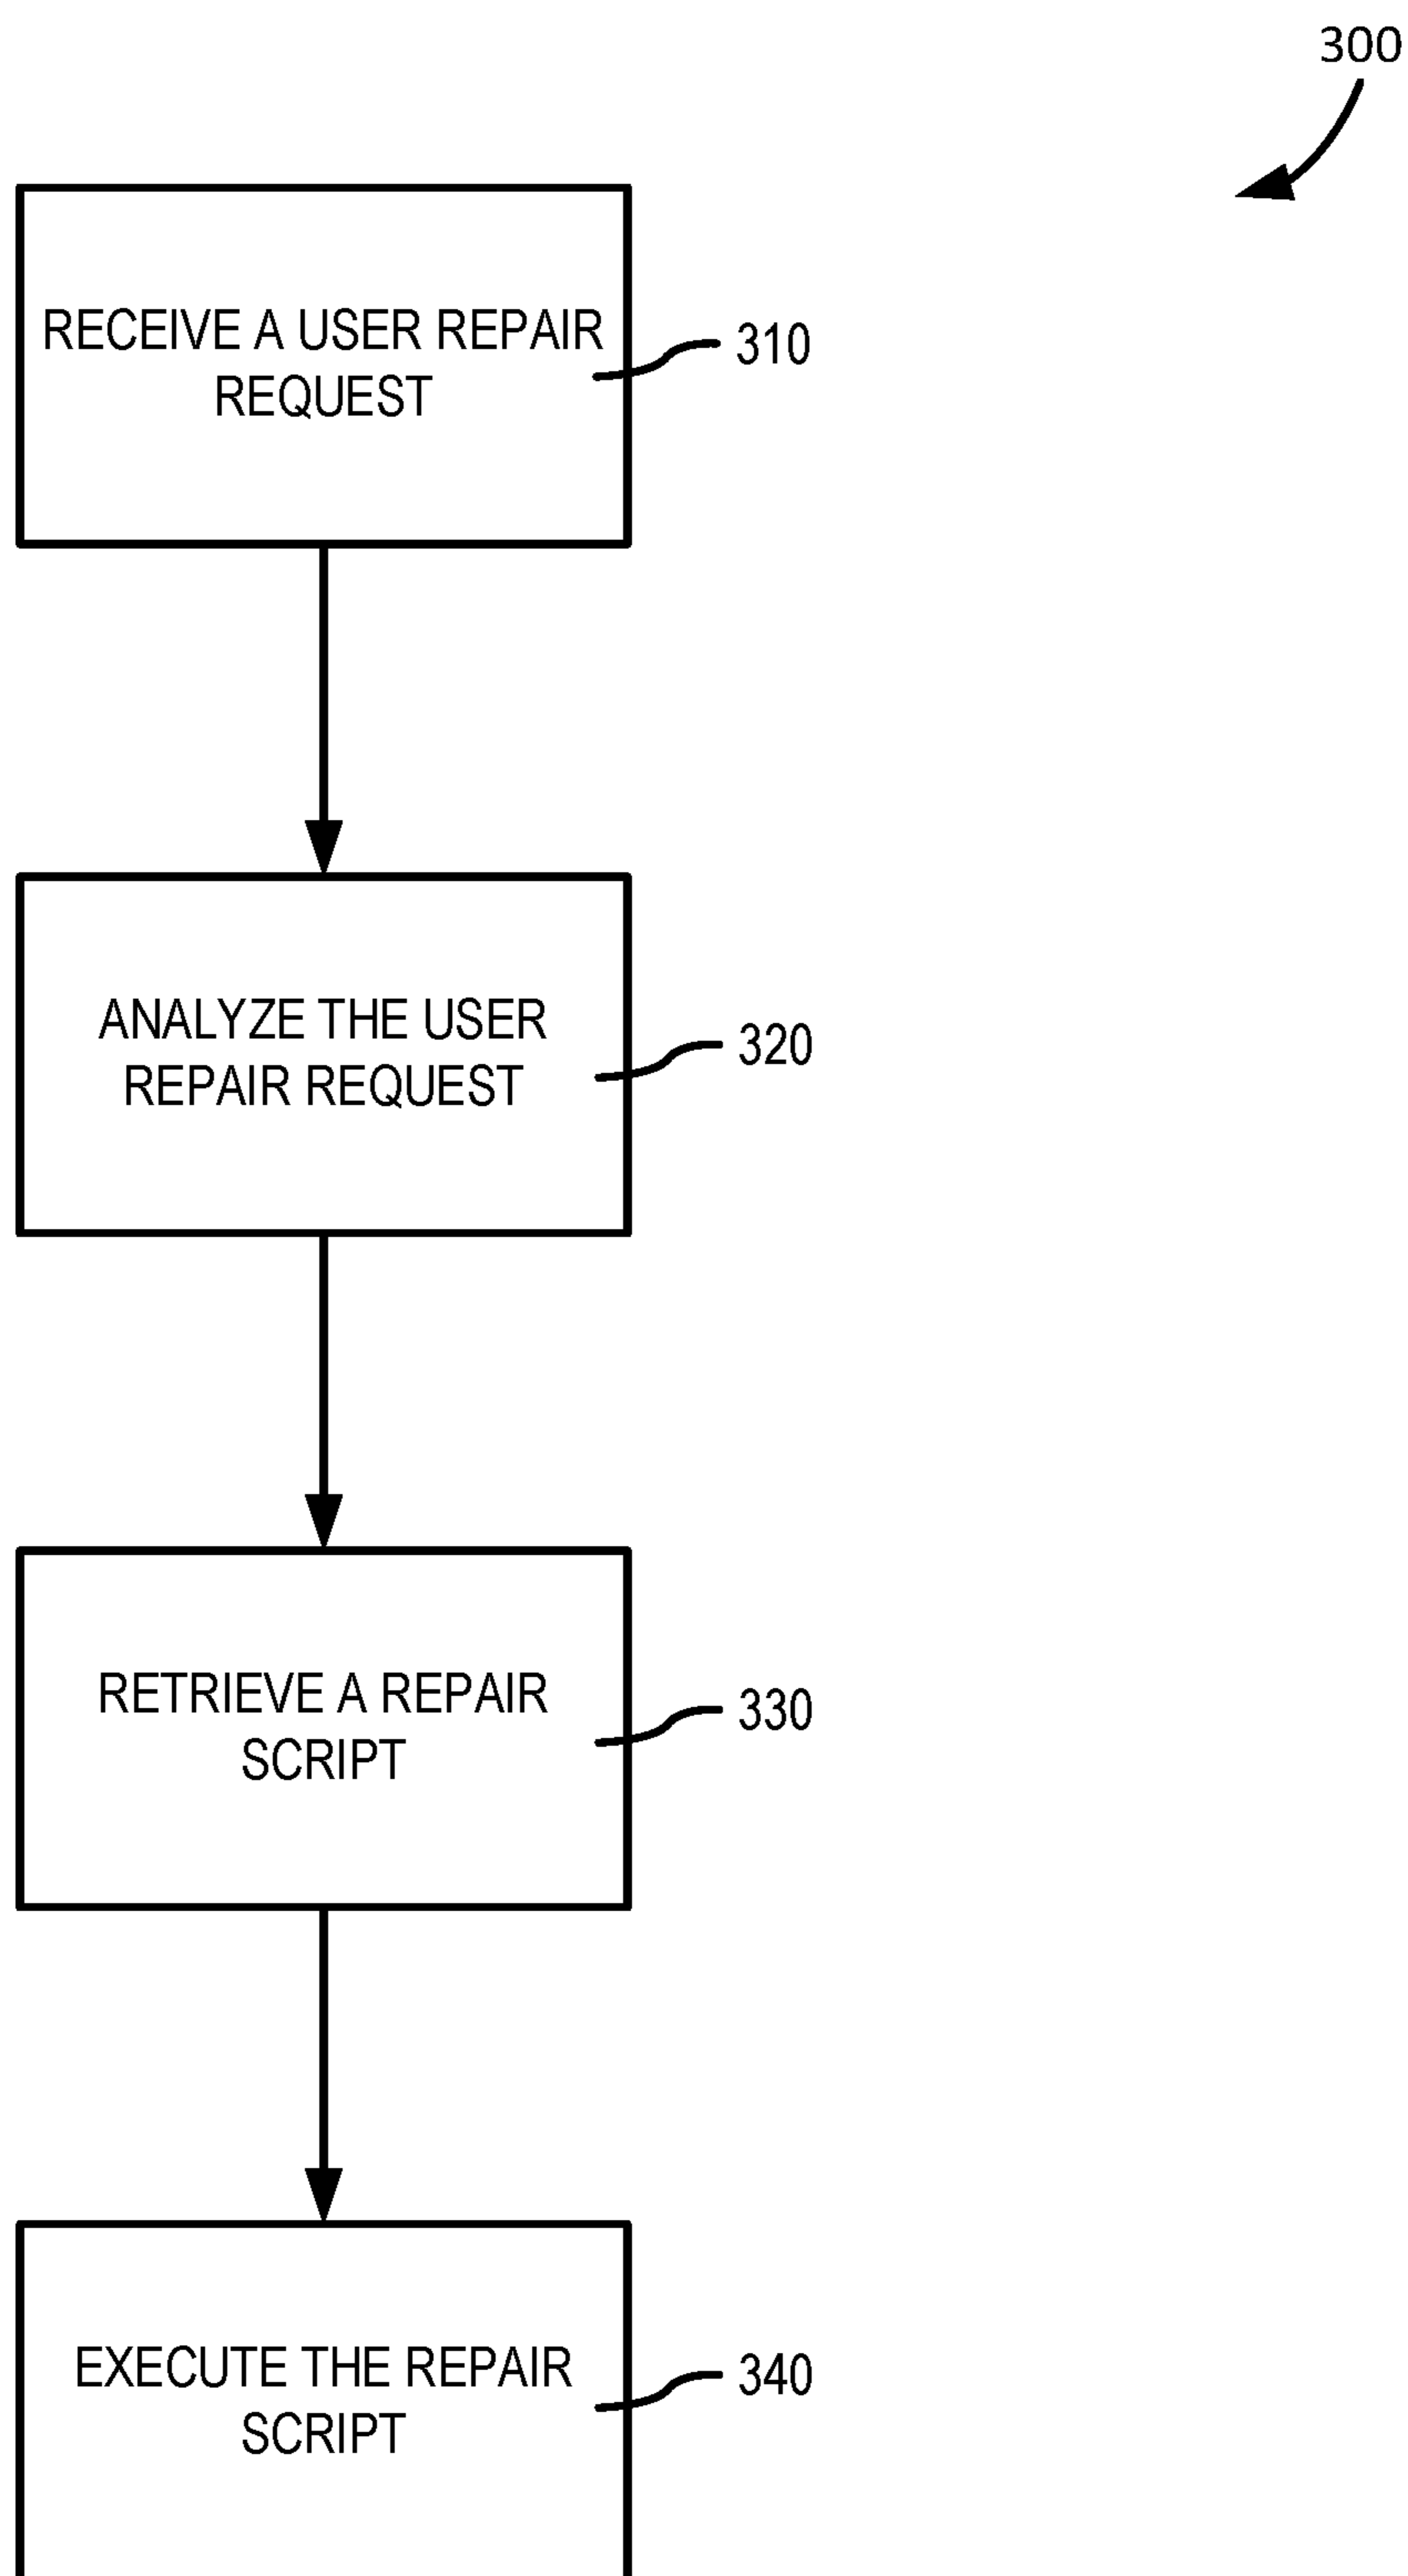 300
RECEIVE A USER REPAIR
REQUEST
310
ANALYZE THE USER
REPAIR REQUEST
320
RETRIEVE A REPAIR
SCRIPT
330
EXECUTE THE REPAIR
SCRIPT
340